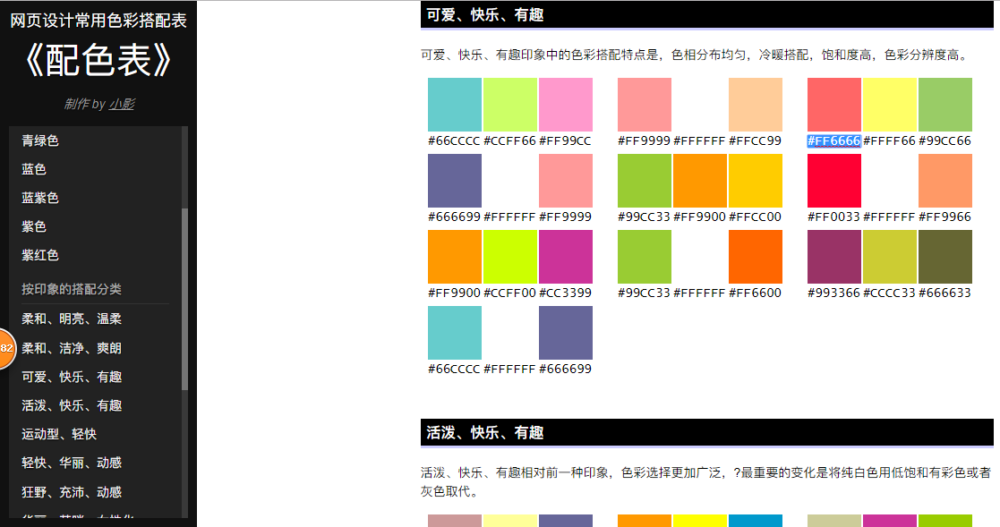 网页设计常用色彩搭配表
《配色表》
制作 by 小影
青绿色
蓝色
蓝紫色
紫色
紫红色
按印象的搭配分类
柔和、明亮、温柔
柔和、洁净、爽朗
82
可爱、快乐、有趣
活泼、快乐、有趣
运动型、轻快
轻快、华丽、动感
狂野、充沛、动感
可爱、快乐、有趣
可爱、快乐、有趣印象中的色彩搭配特点是，色相分布均匀，冷暖搭配，饱和度高，色彩分辨度高。
#66CCCC #CCFF66 #FF99CC #FF9999 #FFFFFF #FFCC99 #FF6666 #FFFF66 #99CC66
#666699 #FFFFFF #FF9999 #99CC33 #FF9900 #FFCC00 #FF0033 #FFFFFF #FF9966
#FF9900 #CCFF00 #CC3399 #99CC33 #FFFFFF #FF6600 #993366 #CCCC33 #666633
#66CCCC #FFFFFF #666699
活泼、快乐、有趣
活泼、快乐、有趣相对前一种印象，色彩选择更加广泛，?最重要的变化是将纯白色用低饱和有彩色或者
灰色取代。